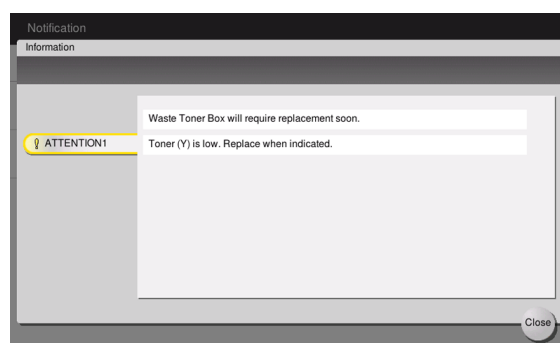 Notification
Information
Waste Toner Box will require replacement soon.
ATTENTION1
Toner (Y) is low. Replace when indicated.
Close